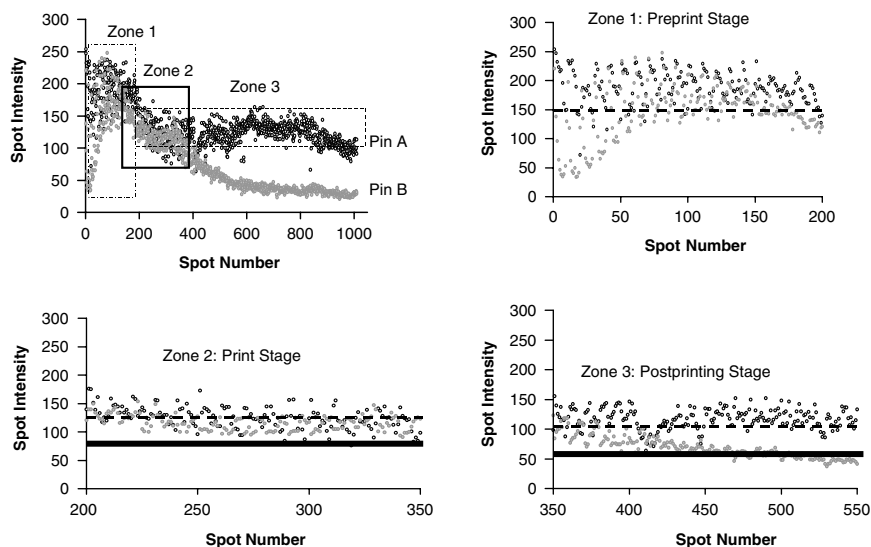 300
250
200
150
100
50
0
Spot Intensity
Zone 1
Zone 2
Zone 3
Pin A
Pin B
0 200 400 600 800 1000
Spot Number
Zone 1: Preprint Stage
300
250
200
150
100
50
0
Spot Intensity
0 50 100 150 200
Spot Number
300
250
200
150
100
50
0
Spot Intensity
Zone 2: Print Stage
200 250 300 350
Spot Number
300
250
200
150
100
50
0
Spot Intensity
Zone 3: Postprinting Stage
350 400 450 500 550
Spot Number